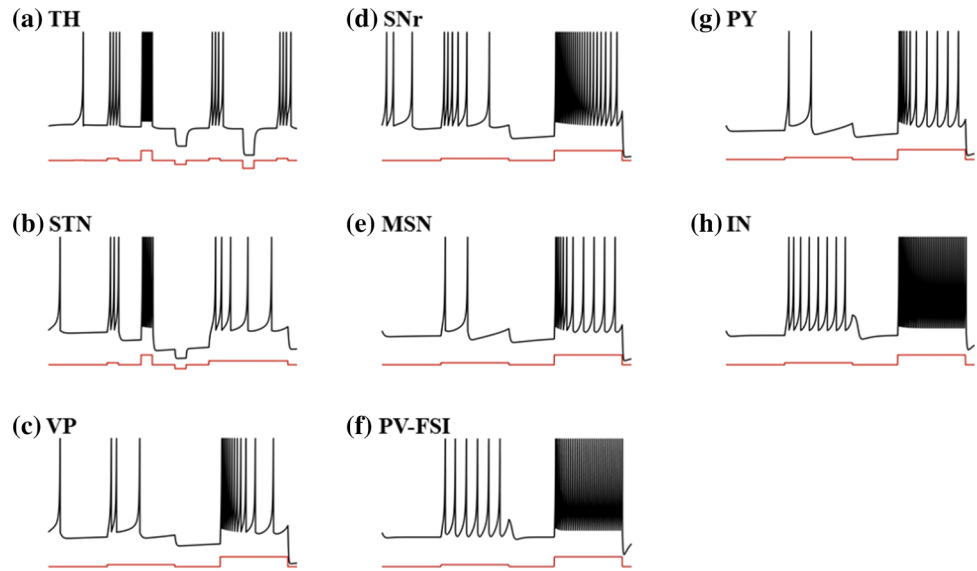 (a) TH
(d) SNr
(g) PY
(b) STN
(e) MSN
(h) IN
(c) VP
(f) PV-FSI